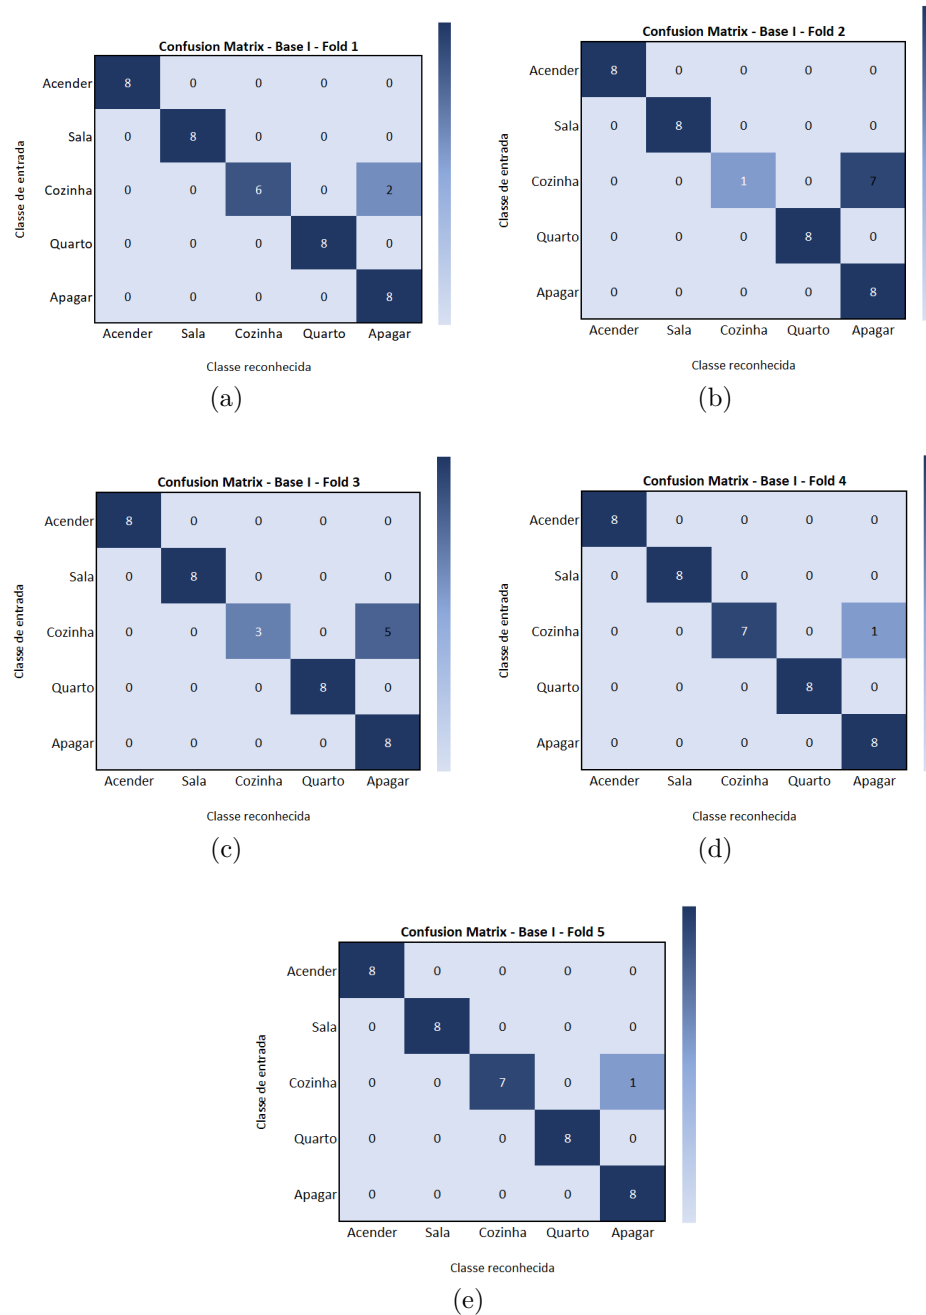 Confusion Matrix - Base I - Fold 1
Classe de entrada
Acender 8 0 0 0 0
Sala 0 8 0 0 0
Cozinha 0 0 6 0 2
Quarto 0 0 0 8 0
Apagar 0 0 0 0 8
Acender Sala Cozinha Quarto Apagar
Classe reconhecida
(a)
Confusion Matrix - Base I - Fold 2
Classe de entrada
Acender 8 0 0 0 0
Sala 0 8 0 0 0
Cozinha 0 0 1 0 7
Quarto 0 0 0 8 0
Apagar 0 0 0 0 8
Acender Sala Cozinha Quarto Apagar
Classe reconhecida
(b)
Confusion Matrix - Base I - Fold 3
Classe de entrada
Acender 8 0 0 0 0
Sala 0 8 0 0 0
Cozinha 0 0 3 0 5
Quarto 0 0 0 8 0
Apagar 0 0 0 0 8
Acender Sala Cozinha Quarto Apagar
Classe reconhecida
(c)
Confusion Matrix - Base I - Fold 4
Classe de entrada
Acender 8 0 0 0 0
Sala 0 8 0 0 0
Cozinha 0 0 7 0 1
Quarto 0 0 0 8 0
Apagar 0 0 0 0 8
Acender Sala Cozinha Quarto Apagar
Classe reconhecida
(d)
Confusion Matrix - Base I - Fold 5
Classe de entrada
Acender 8 0 0 0 0
Sala 0 8 0 0 0
Cozinha 0 0 7 0 1
Quarto 0 0 0 8 0
Apagar 0 0 0 0 8
Acender Sala Cozinha Quarto Apagar
Classe reconhecida
(e)